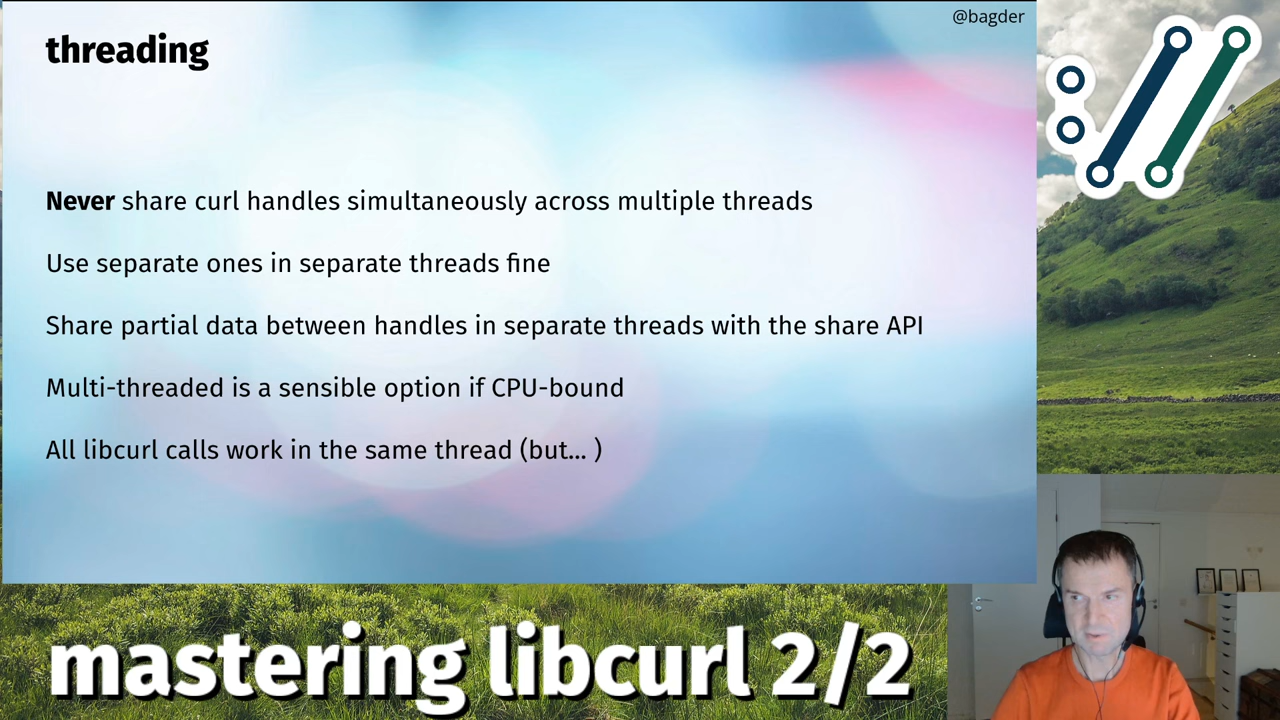 @bagder
threading
Never share curl handles simultaneously across multiple threads
Use separate ones in separate threads fine
Share partial data between handles in separate threads with the share API
Multi-threaded is a sensible option if CPU-bound
All libcurl calls work in the same thread (but... )
mastering libcurl 2/2